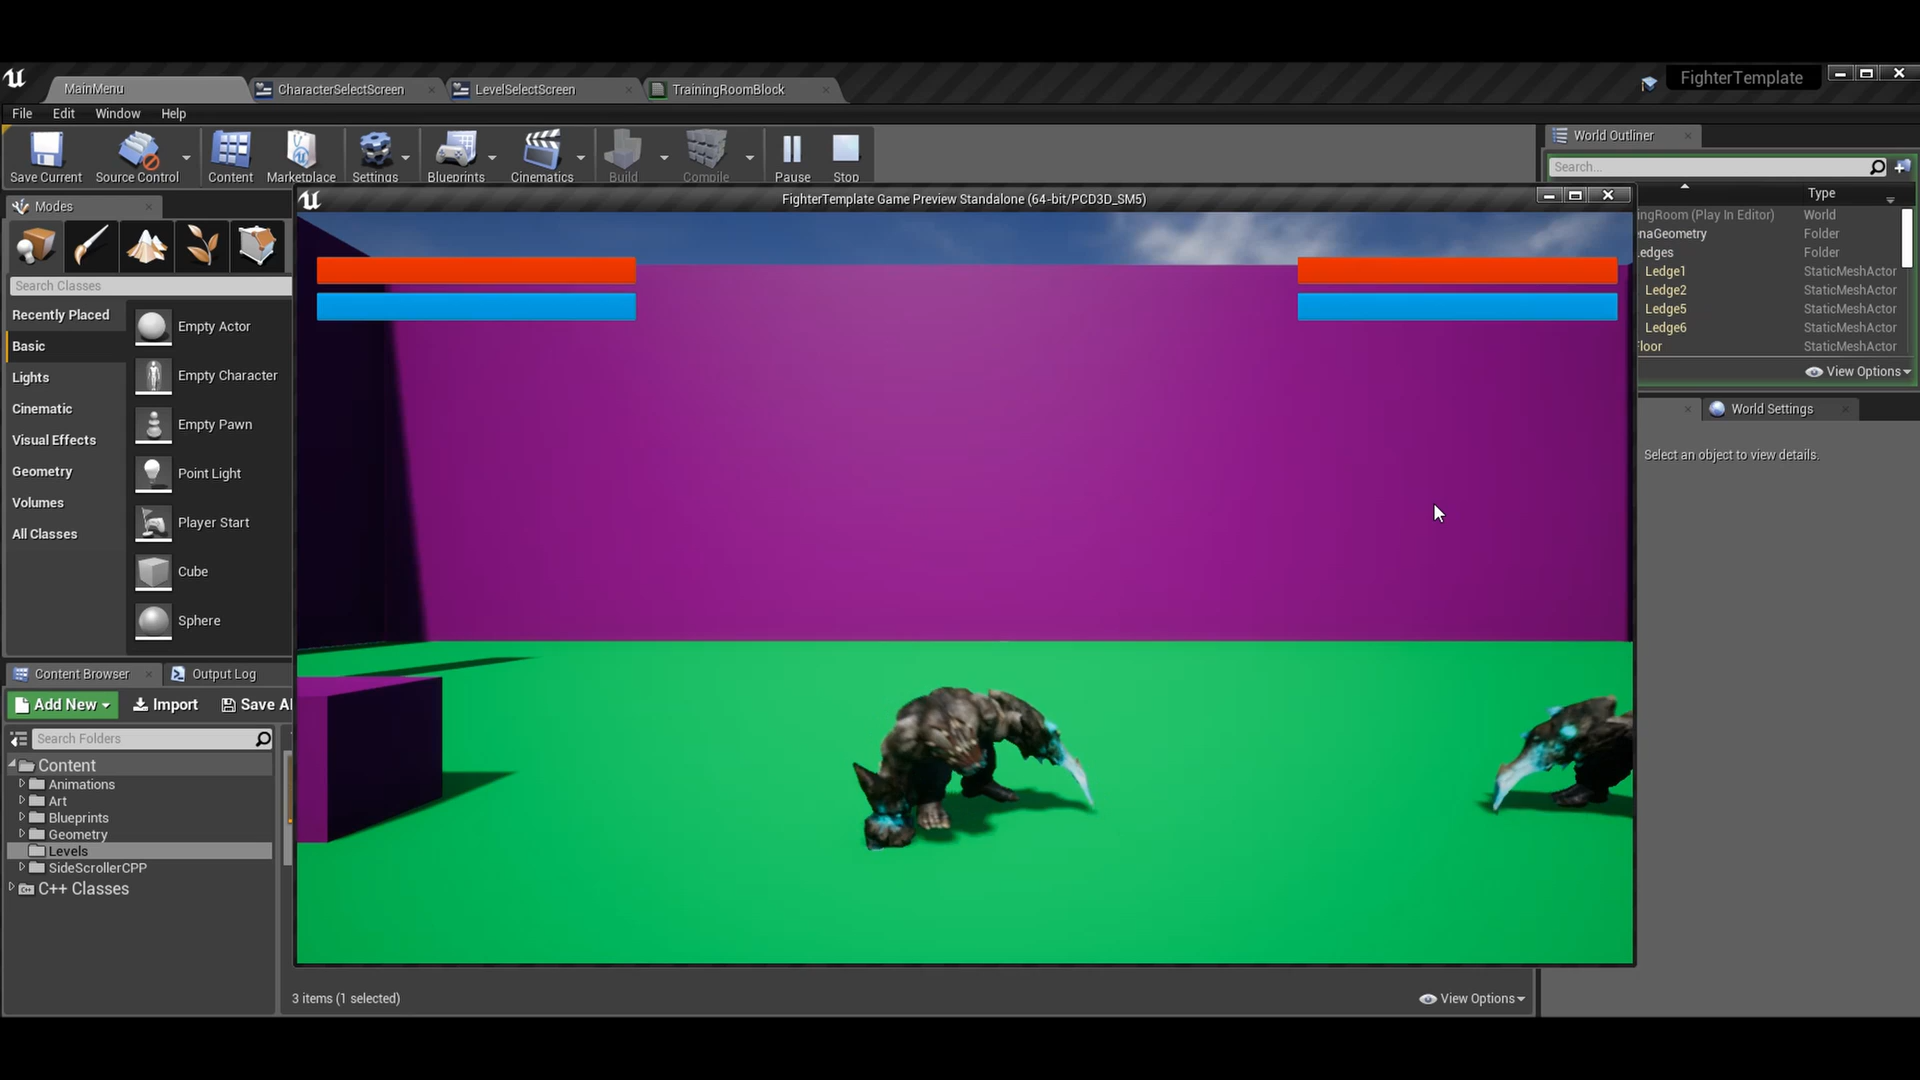 MainMenu
CharacterSelectScreen
LevelSelectScreen
TrainingRoomBlock
FighterTemplate
File Edit Window Help
Save Current
Source Control
Content
Marketplace
Settings
Blueprints
Cinematics
Build
Compile
Pause
Stop
World Outliner
Search...
Type
Modes
FighterTemplate Game Preview Standalone (64-bit/PCD3D_SM5)
ingRoom (Play In Editor) World
enaGeometry Folder
edges Folder
Ledge1 StaticMeshActor
Ledge2 StaticMeshActor
Ledge5 StaticMeshActor
Ledge6 StaticMeshActor
Floor StaticMeshActor
View Options
World Settings
Select an object to view details.
Search Classes
Recently Placed
Basic
Lights
Cinematic
Visual Effects
Geometry
Volumes
All Classes
Empty Actor
Empty Character
Empty Pawn
Point Light
Player Start
Cube
Sphere
Content Browser
Output Log
Add New
Import
Save Al
Search Folders
Content
Animations
Art
Blueprints
Geometry
Levels
SideScrollerCPP
C++ Classes
3 items (1 selected)
View Options